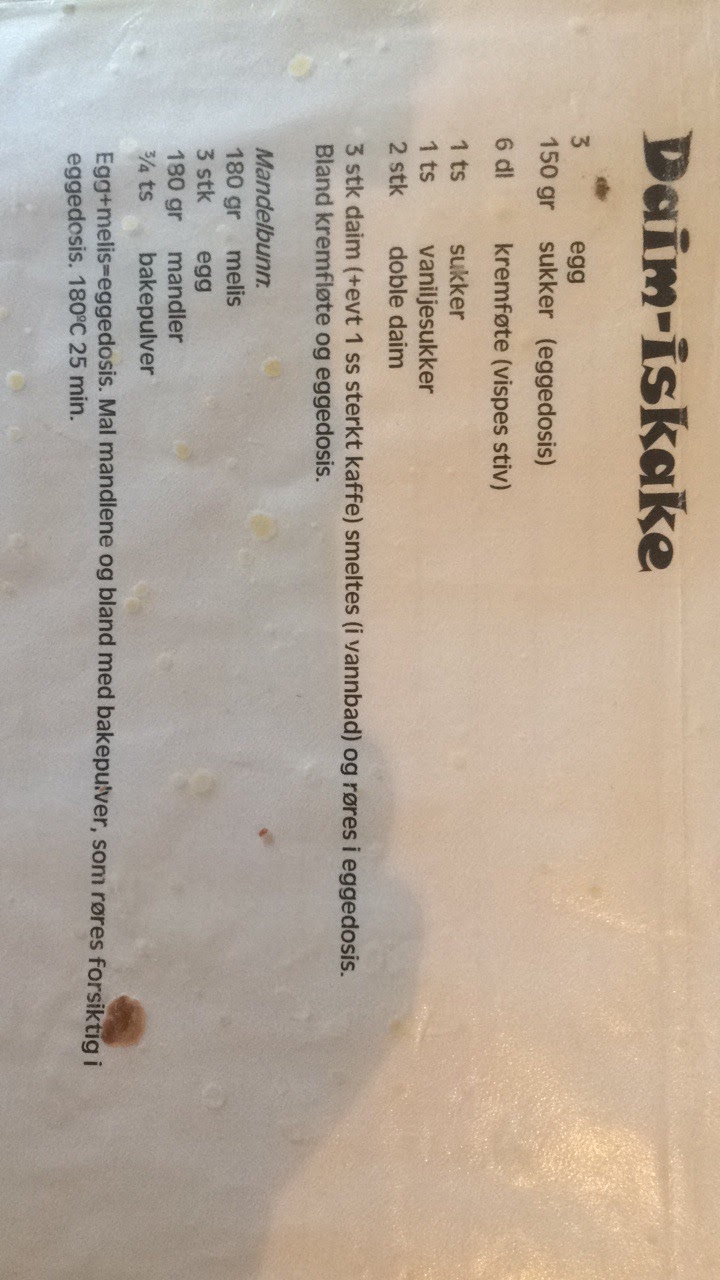 Daim-iskake
3 egg
150 gr sukker (eggedosis)
6 dl kremføte (vispes stiv)
1 ts sukker
1 ts vaniljesukker
2 stk doble daim
3 stk daim (+evt 1 ss sterkt kaffe) smeltes (i vannbad) og røres i eggedosis.
Bland kremfløte og eggedosis.
Mandelbunn:
180 gr melis
3 stk egg
180 gr mandler
¾ ts bakepulver
Egg+melis=eggedosis. Mal mandlene og bland med bakepulver, som røres forsiktig i
eggedosis. 180°C 25 min.